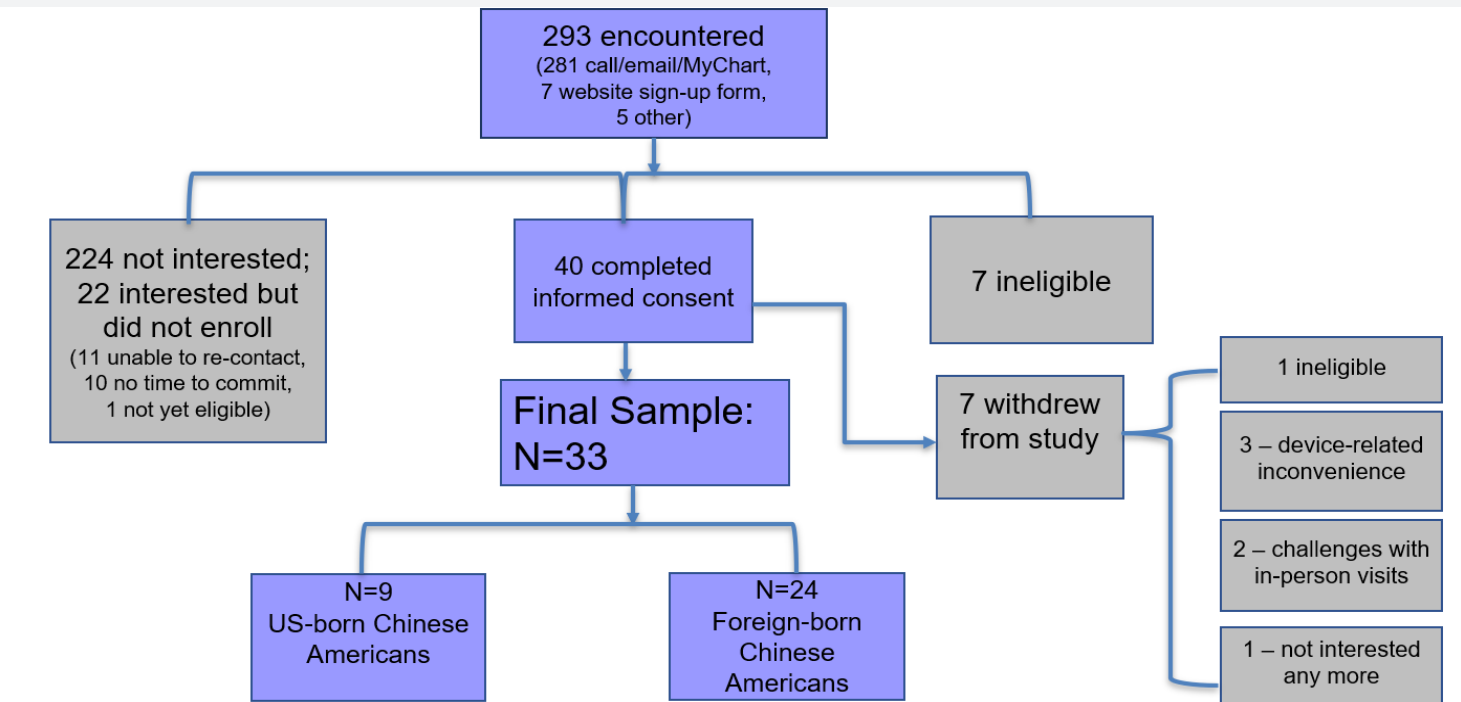 293 encountered
(281 call/email/MyChart,
7 website sign-up form,
5 other)
224 not interested;
22 interested but
did not enroll
(11 unable to re-contact,
10 no time to commit,
1 not yet eligible)
40 completed
informed consent
7 ineligible
Final Sample:
N=33
7 withdrew
from study
1 ineligible
3 – device-related
inconvenience
2 – challenges with
in-person visits
1 – not interested
any more
N=9
US-born Chinese
Americans
N=24
Foreign-born
Chinese
Americans